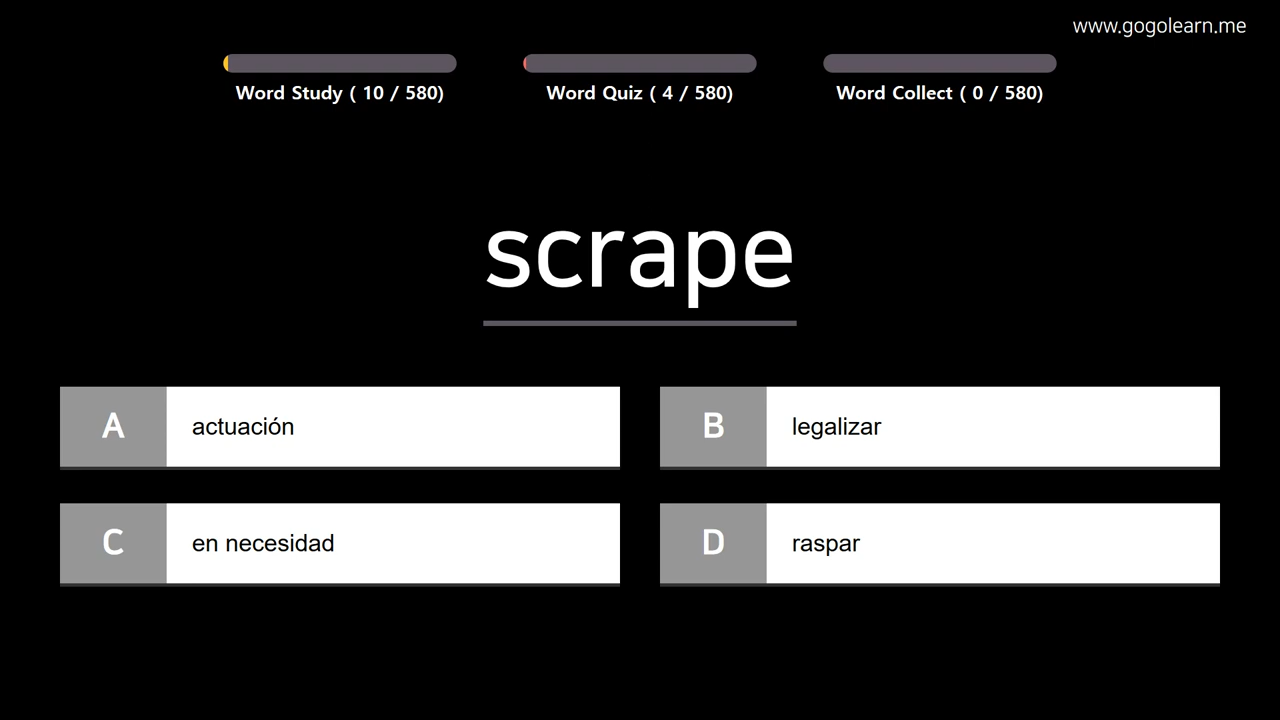 www.gogolearn.me
Word Study ( 10 / 580)
Word Quiz ( 4 / 580)
Word Collect ( 0 / 580)
scrape
A
actuación
B
legalizar
C
en necesidad
D
raspar